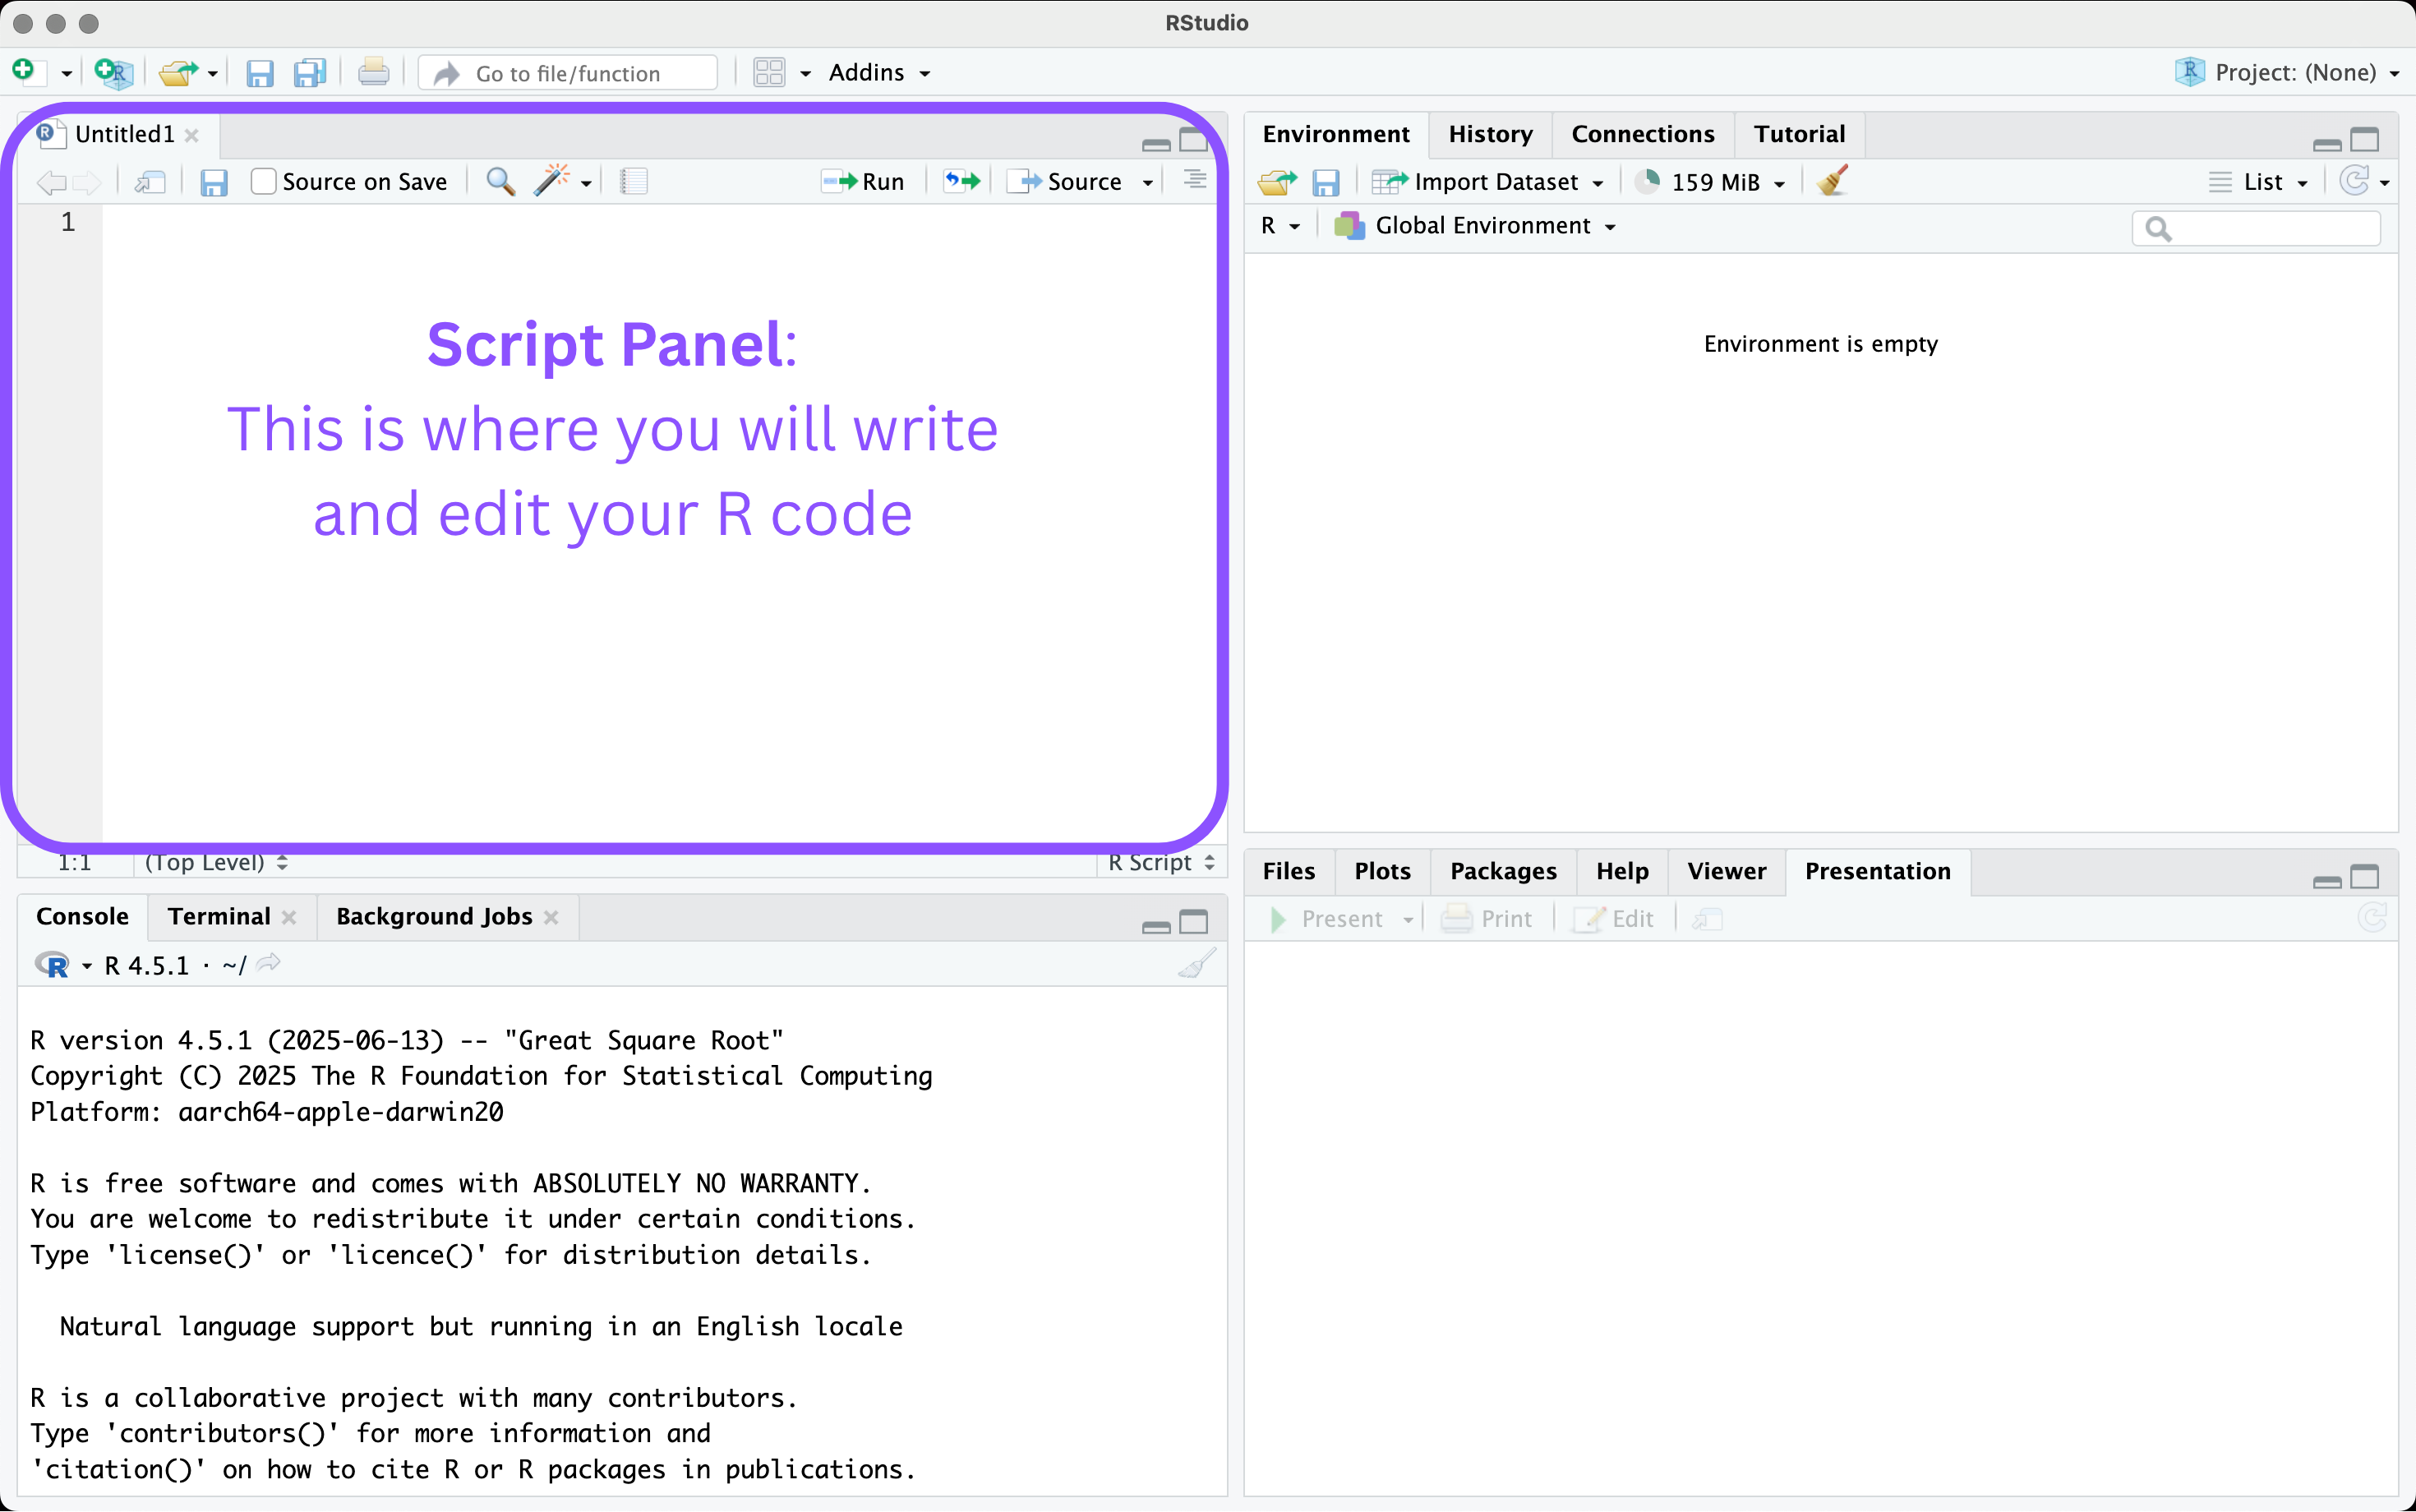 RStudio
Go to file/function
Addins
Project: (None)
Untitled1
Source on Save
Run
Source
1
Script Panel:
This is where you will write
and edit your R code
1:1
(Top Level)
R Script
Console
Terminal
Background Jobs
R 4.5.1 · ~/
R version 4.5.1 (2025-06-13) -- "Great Square Root"
Copyright (C) 2025 The R Foundation for Statistical Computing
Platform: aarch64-apple-darwin20
R is free software and comes with ABSOLUTELY NO WARRANTY.
You are welcome to redistribute it under certain conditions.
Type 'license()' or 'licence()' for distribution details.
Natural language support but running in an English locale
R is a collaborative project with many contributors.
Type 'contributors()' for more information and
'citation()' on how to cite R or R packages in publications.
Environment
History
Connections
Tutorial
Import Dataset
159 MiB
List
R
Global Environment
Environment is empty
Files
Plots
Packages
Help
Viewer
Presentation
Present
Print
Edit